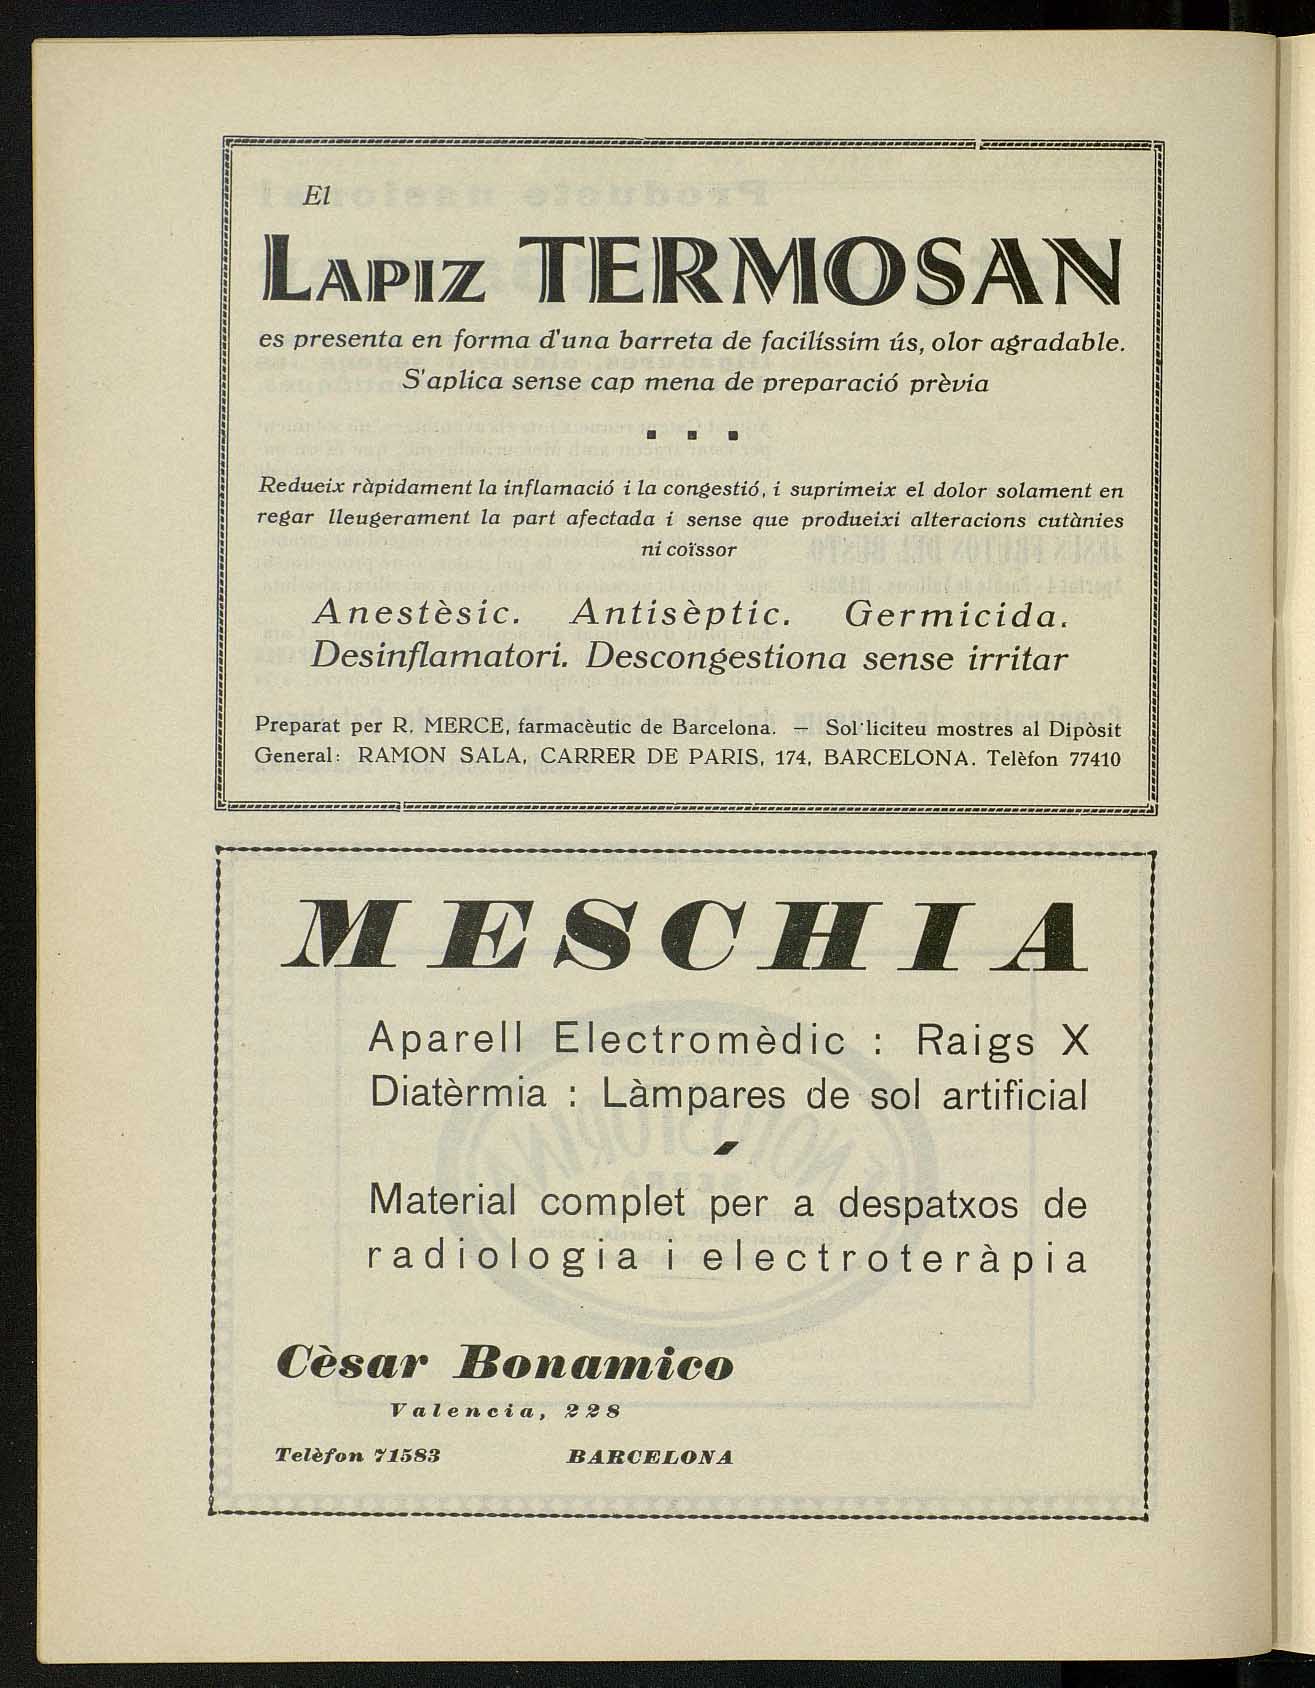 El
LAPIZ TERMOSAN
es presenta en forma d'una barreta de facilíssim ús, olor agradable.
S'aplica sense cap mena de preparació prèvia
Redueix ràpidament la inflamació i la congestió, i suprimeix el dolor solament en
regar lleugerament la part afectada i sense que produeixi alteracions cutànies
ni coïssor
Anestèsic. Antisèptic. Germicida.
Desinflamatori. Descongestiona sense irritar
Preparat per R. MERCE, farmacèutic de Barcelona. — Sol·liciteu mostres al Dipòsit
General: RAMON SALA, CARRER DE PARIS, 174, BARCELONA. Telèfon 77410
MESCHIA
Aparell Electromèdic : Raigs X
Diatèrmia : Làmpares de sol artificial
Material complet per a despatxos de
radiologia i electroteràpia
Cèsar Bonamico
Valencia, 228
Telèfon 71583 BARCELONA